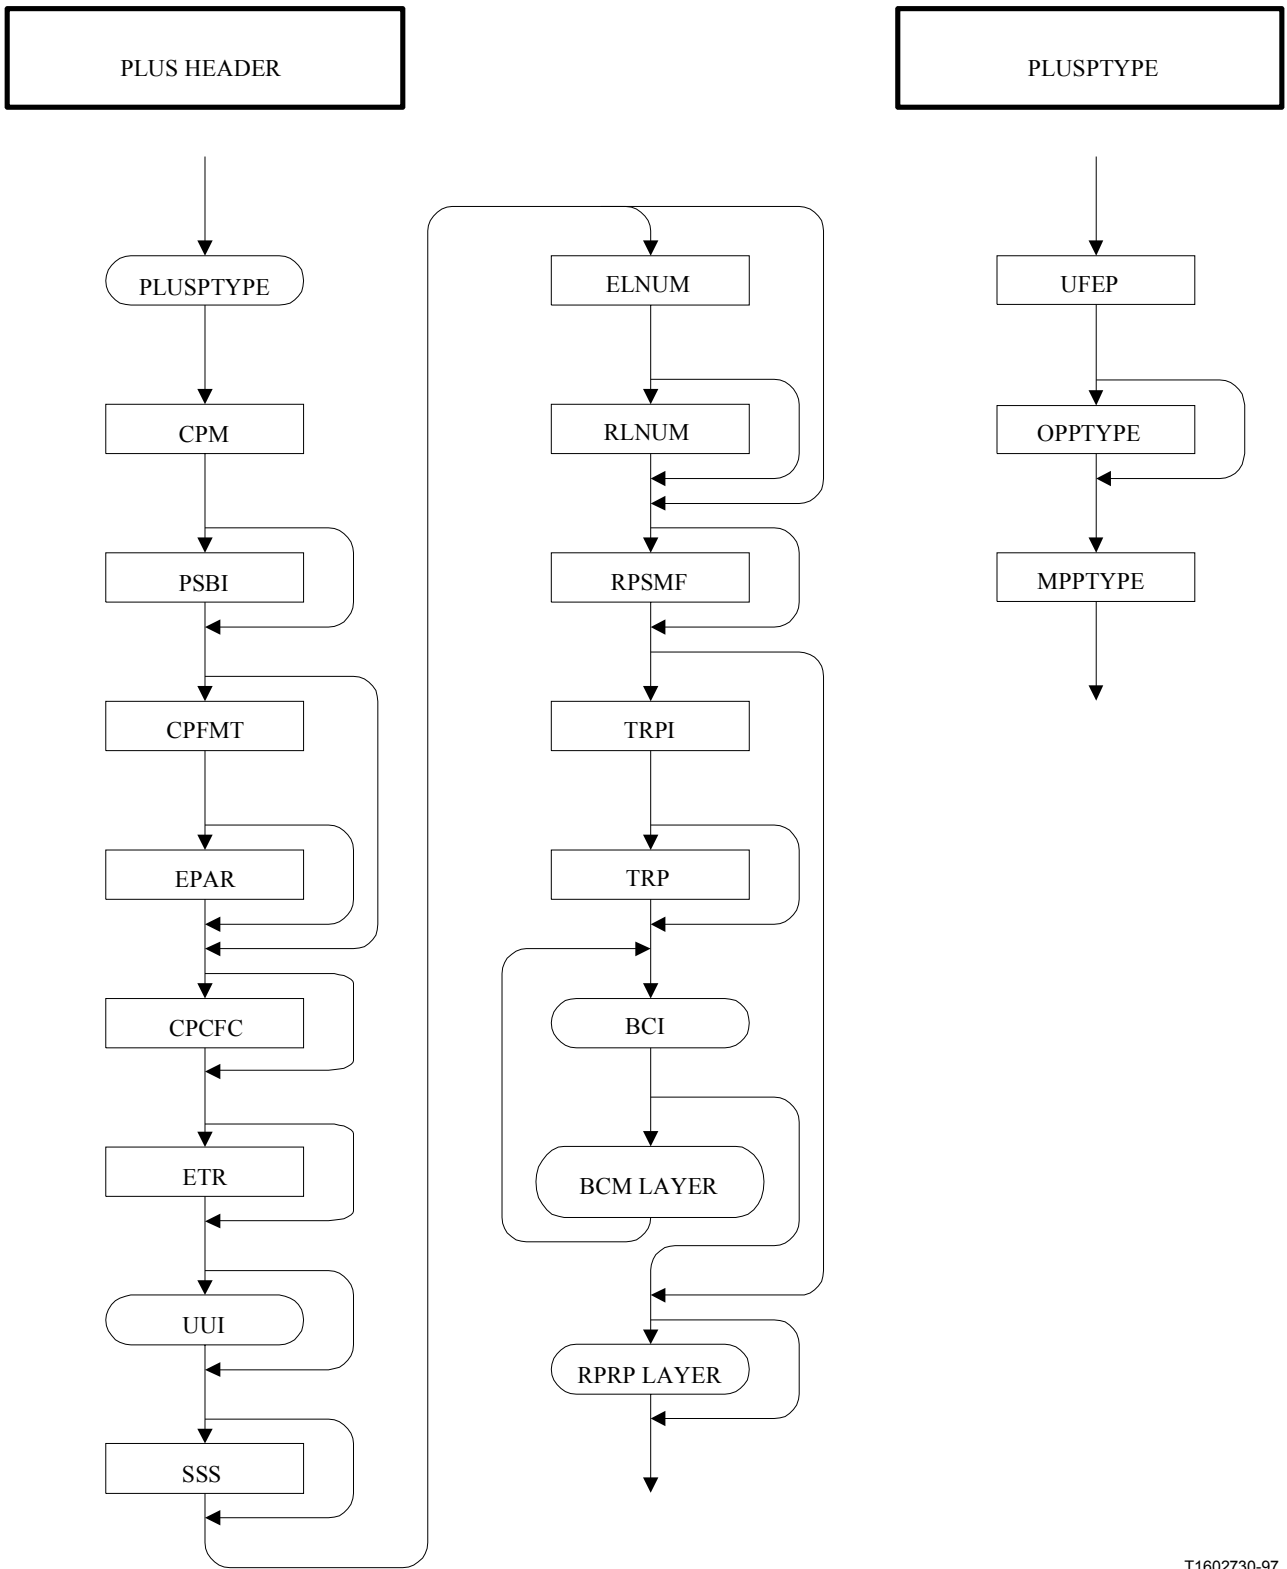 PLUS HEADER
PLUSPTYPE
CPM
PSBI
CPFMT
EPAR
CPCFC
ETR
UUI
SSS
ELNUM
RLNUM
RPSMF
TRPI
TRP
BCI
BCM LAYER
RPRP LAYER
PLUSPTYPE
UFEP
OPPTYPE
MPPTYPE
T1602730-97